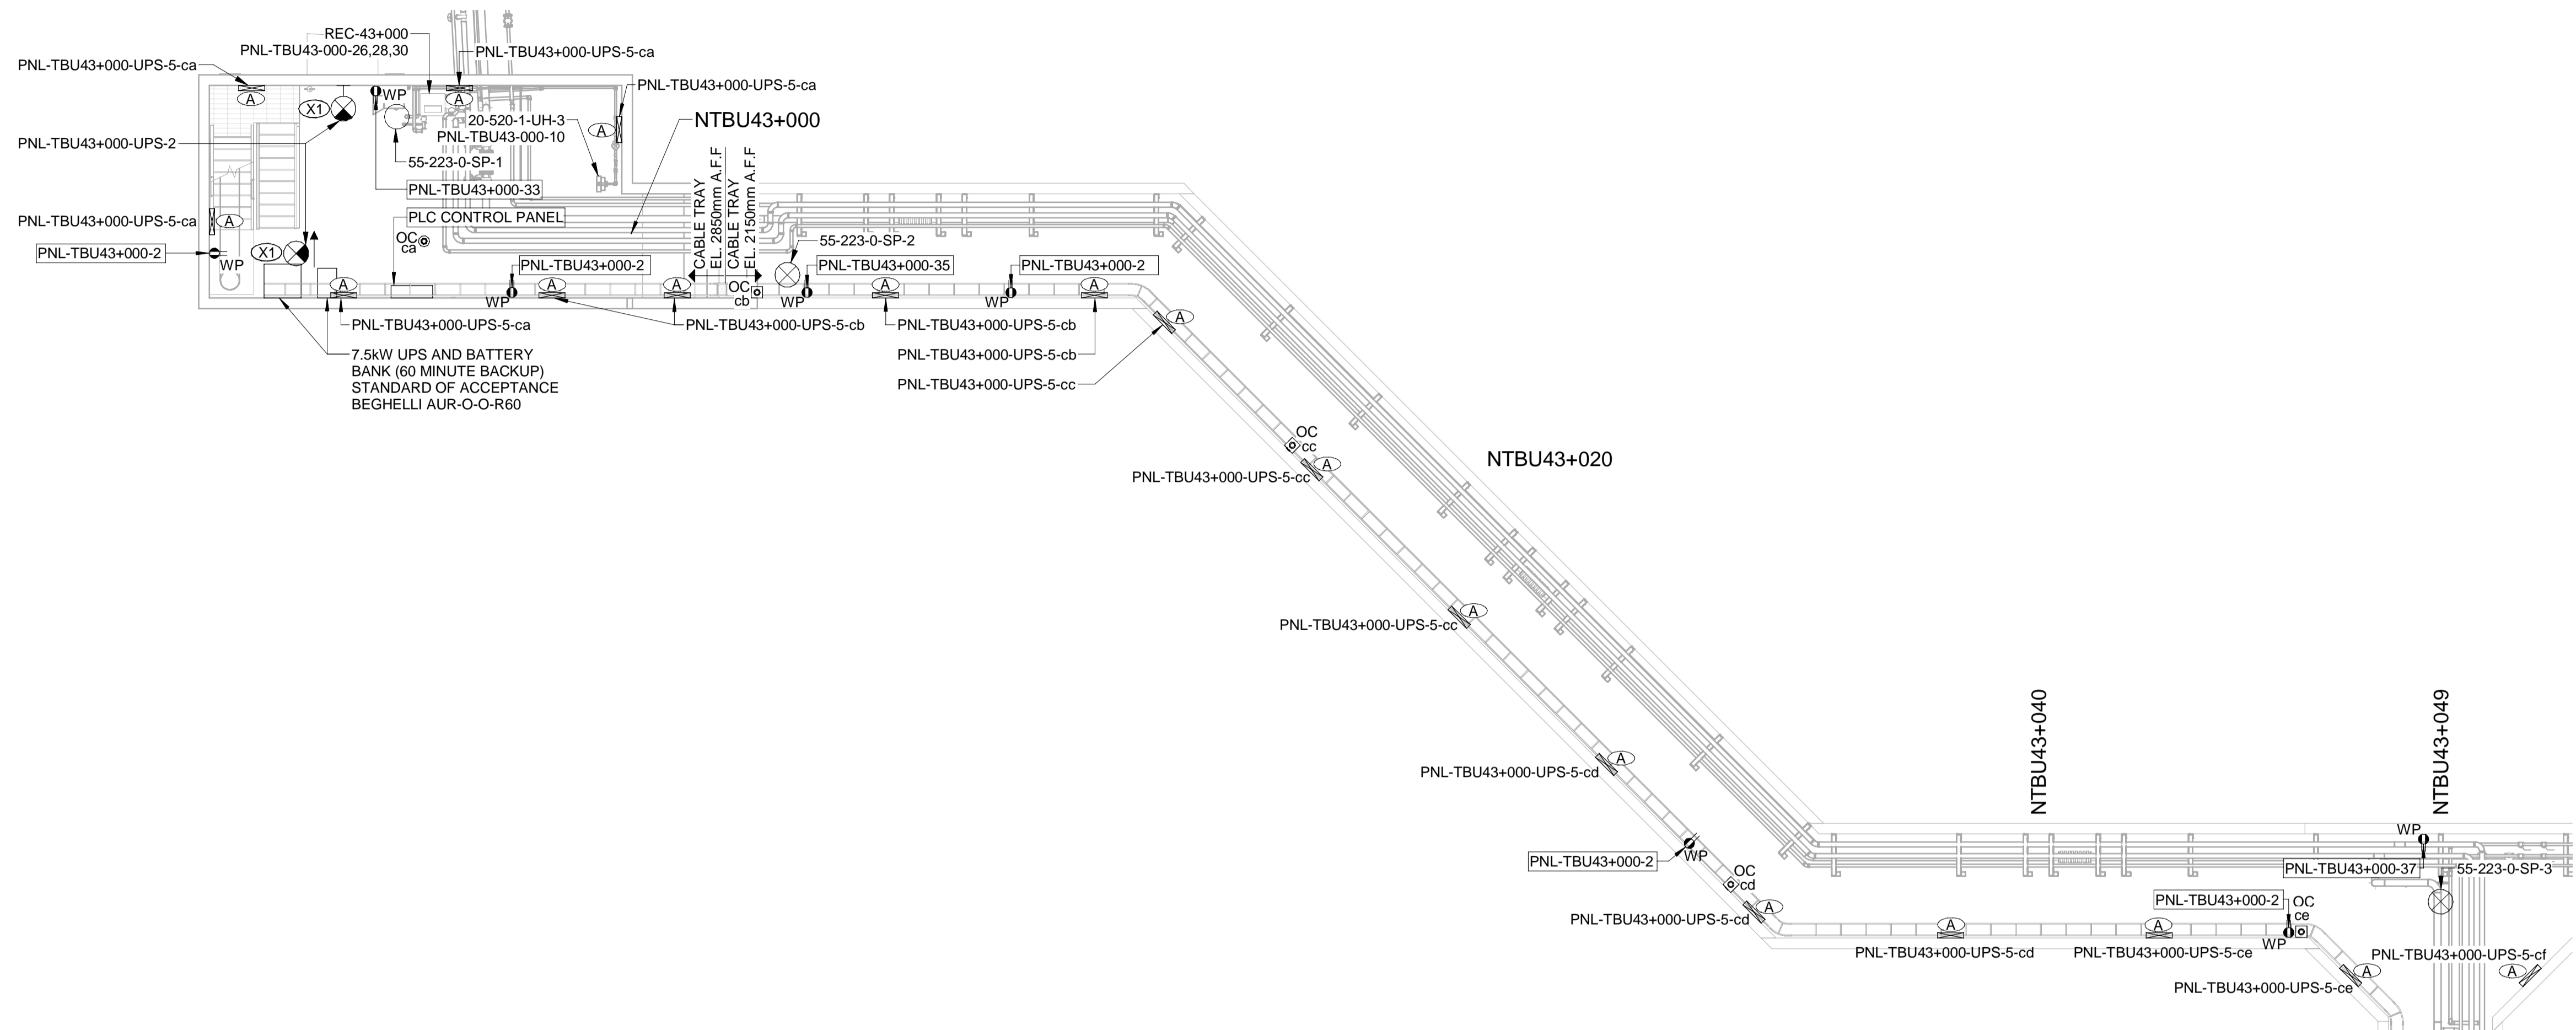 REC-43+000
PNL-TBU43-000-26,28,30
PNL-TBU43+000-UPS-5-ca
PNL-TBU43+000-UPS-5-ca
PNL-TBU43+000-UPS-5-ca
A
A
X1
WP
A
NTBU43+000
20-520-1-UH-3
PNL-TBU43-000-10
PNL-TBU43+000-UPS-2
55-223-0-SP-1
PNL-TBU43+000-33
PLC CONTROL PANEL
PNL-TBU43+000-UPS-5-ca
A
OC
ca
PNL-TBU43+000-2
WP
X1
CABLE TRAY
EL. 2850mm A.F.F
CABLE TRAY
EL. 2150mm A.F.F
55-223-0-SP-2
PNL-TBU43+000-2
PNL-TBU43+000-35
PNL-TBU43+000-2
A
WP
A
A
OC
cb
WP
A
WP
A
PNL-TBU43+000-UPS-5-ca
PNL-TBU43+000-UPS-5-cb
PNL-TBU43+000-UPS-5-cb
A
PNL-TBU43+000-UPS-5-cb
PNL-TBU43+000-UPS-5-cc
7.5kW UPS AND BATTERY
BANK (60 MINUTE BACKUP)
STANDARD OF ACCEPTANCE
BEGHELLI AUR-O-O-R60
OC
cc
NTBU43+020
A
PNL-TBU43+000-UPS-5-cc
A
PNL-TBU43+000-UPS-5-cc
A
PNL-TBU43+000-UPS-5-cd
NTBU43+040
NTBU43+049
PNL-TBU43+000-2
WP
OC
cd
A
PNL-TBU43+000-UPS-5-cd
WP
PNL-TBU43+000-37
55-223-0-SP-3
PNL-TBU43+000-2
OC
ce
A
A
WP
PNL-TBU43+000-UPS-5-cd
PNL-TBU43+000-UPS-5-ce
PNL-TBU43+000-UPS-5-cf
A
A
PNL-TBU43+000-UPS-5-ce